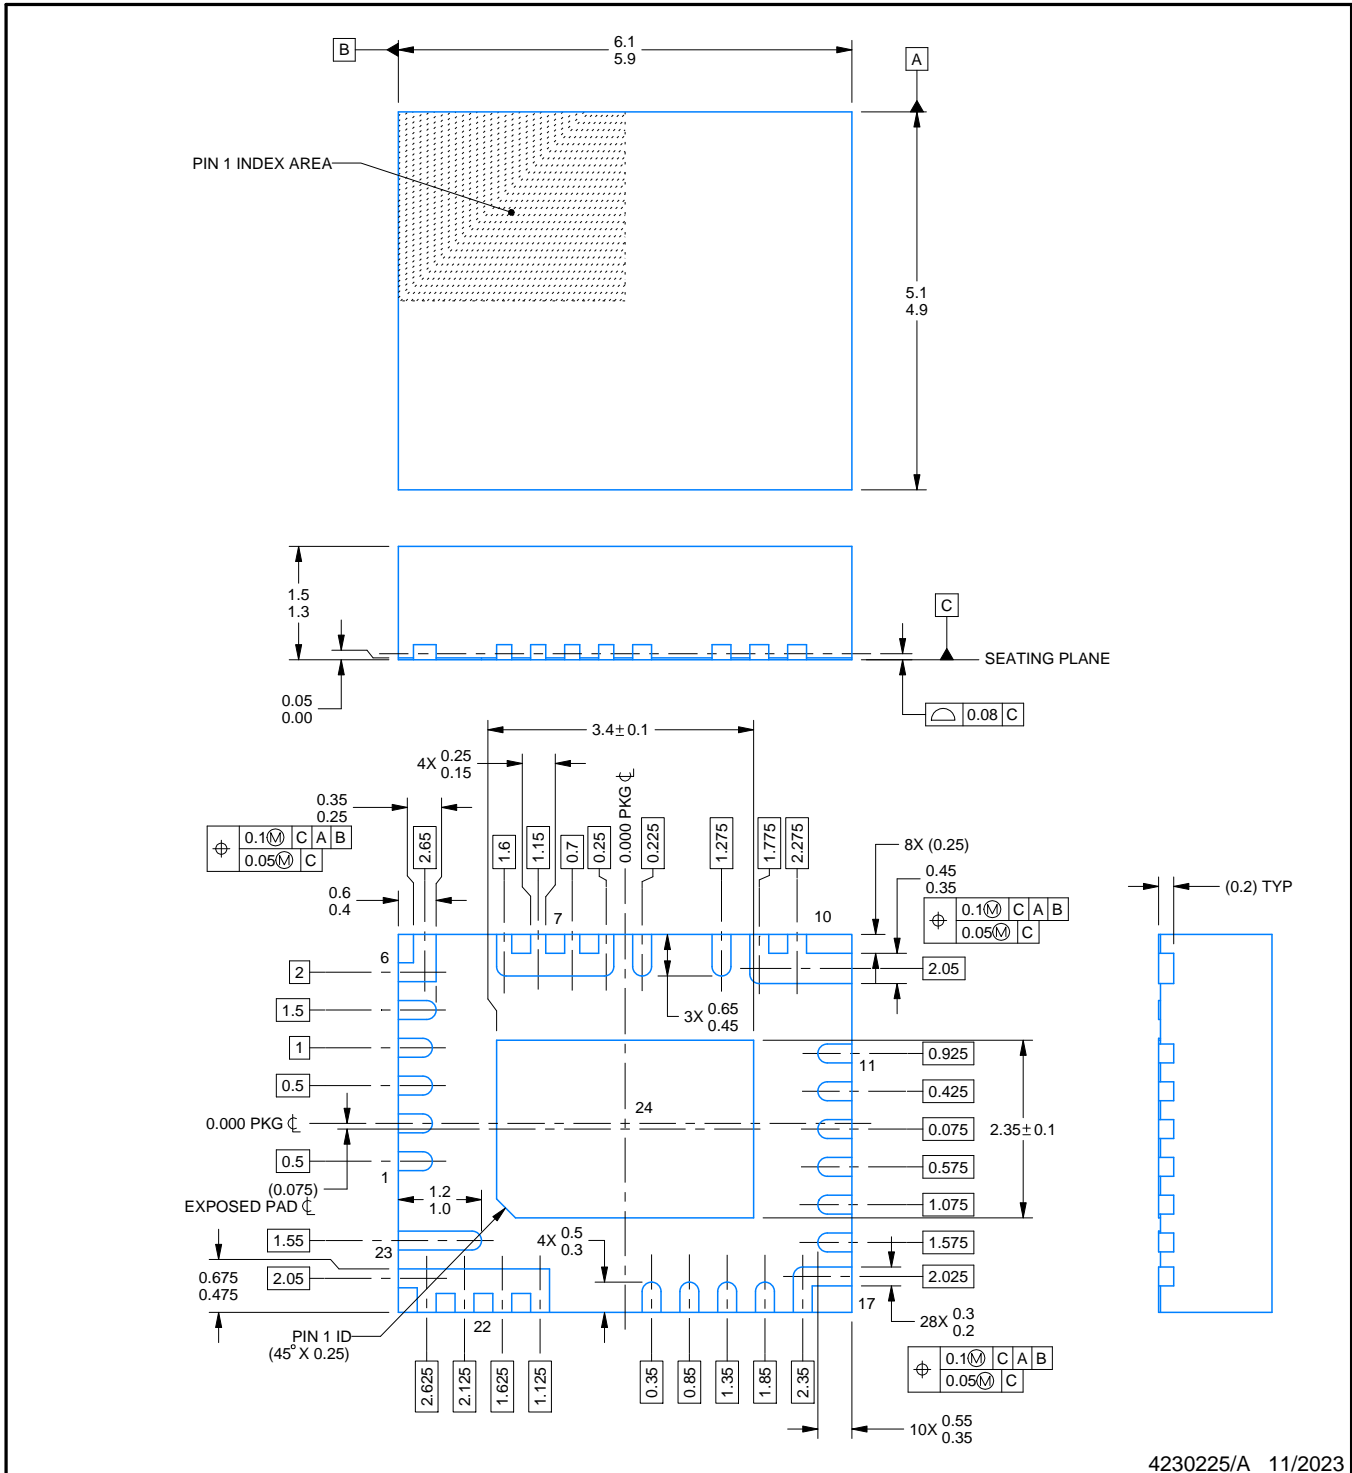 B
6.1
5.9
A
PIN 1 INDEX AREA
5.1
4.9
1.5
1.3
C
SEATING PLANE
0.05
0.00
0.08 C
3.4± 0.1
4X 0.25
0.15
0.35
0.25
0.1Ⓜ C A B
0.05Ⓜ C
0.6
0.4
2.65
1.6
1.15
0.7
0.25
0.000 PKG ℄
0.225
1.275
1.775
2.275
8X (0.25)
0.45
0.35
0.1Ⓜ C A B
0.05Ⓜ C
(0.2) TYP
7
10
6
2
2.05
1.5
3X 0.65
0.45
1
0.925
11
0.5
0.425
24
0.000 PKG ℄
0.075
2.35± 0.1
0.5
0.575
1
(0.075)
EXPOSED PAD ℄
1.2
1.0
1.075
1.55
23
4X 0.5
0.3
1.575
0.675
0.475
2.05
2.025
17
22
28X 0.3
0.2
PIN 1 ID
(45° X 0.25)
0.1Ⓜ C A B
0.05Ⓜ C
2.625
2.125
1.625
1.125
0.35
0.85
1.35
1.85
2.35
10X 0.55
0.35
4230225/A 11/2023